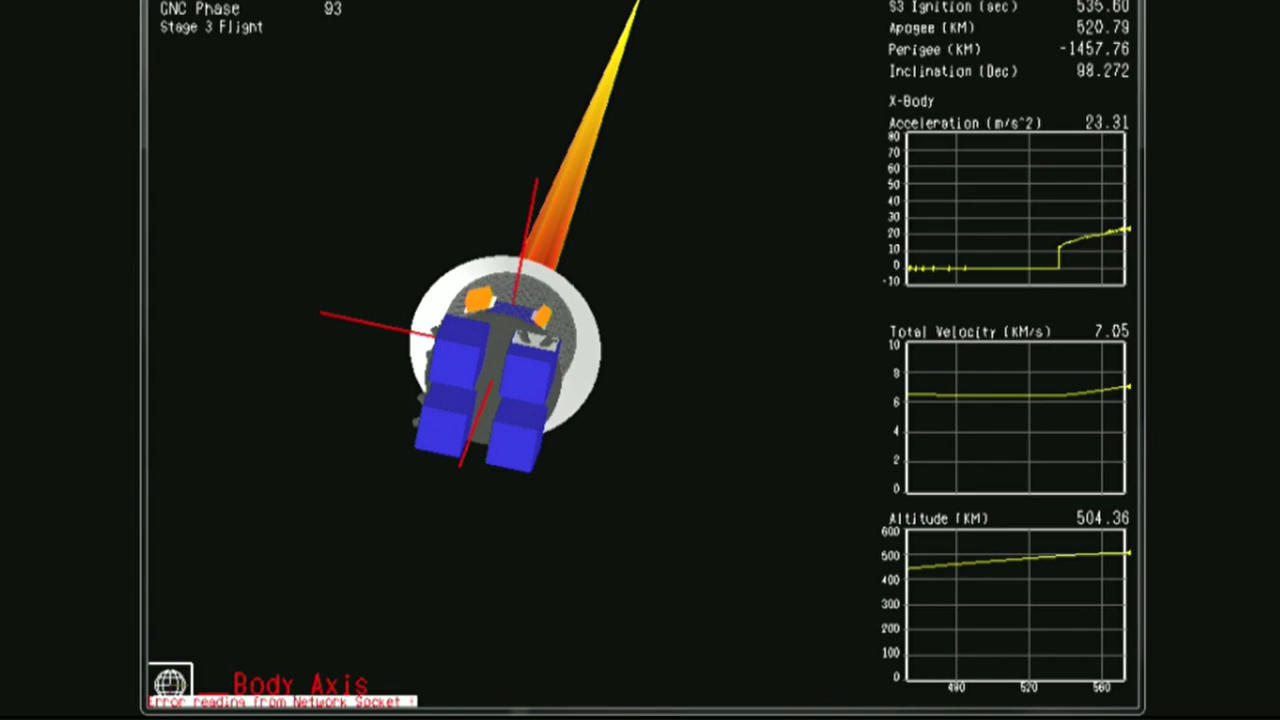 GNC Phase 93
Stage 3 Flight
S3 Ignition (sec) 535.60
Apogee (KM) 520.79
Perigee (KM) -1457.76
Inclination (Dec) 98.272
X-Body
Acceleration (m/s^2) 23.31
80
70
60
50
40
30
20
10
0
-10
Total Velocity (KM/s) 7.05
10
8
6
4
2
0
Altitude (KM) 504.36
600
500
400
300
200
100
0
480 520 560
Body Axis
Error reading from Network Socket !